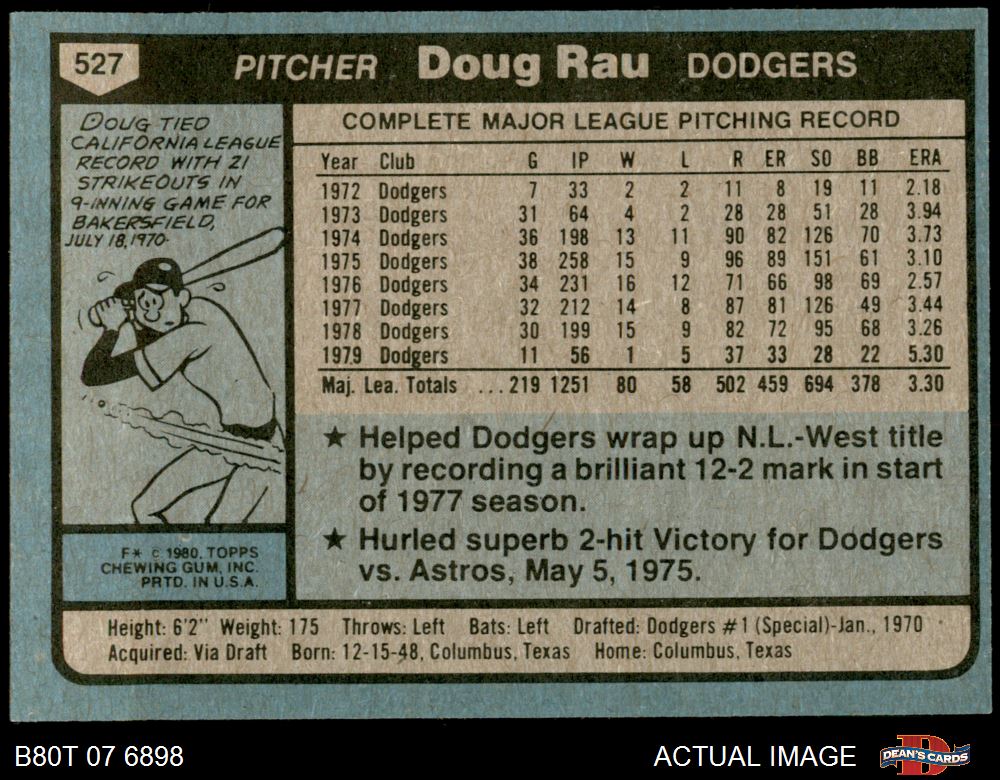 527
PITCHER Doug Rau DODGERS
DOUG TIED
CALIFORNIA LEAGUE
RECORD WITH 21
STRIKEOUTS IN
9-INNING GAME FOR
BAKERSFIELD,
JULY 18, 1970.
COMPLETE MAJOR LEAGUE PITCHING RECORD
Year Club G IP W L R ER SO BB ERA
1972 Dodgers 7 33 2 2 11 8 19 11 2.18
1973 Dodgers 31 64 4 2 28 28 51 28 3.94
1974 Dodgers 36 198 13 11 90 82 126 70 3.73
1975 Dodgers 38 258 15 9 96 89 151 61 3.10
1976 Dodgers 34 231 16 12 71 66 98 69 2.57
1977 Dodgers 32 212 14 8 87 81 126 49 3.44
1978 Dodgers 30 199 15 9 82 72 95 68 3.26
1979 Dodgers 11 56 1 5 37 33 28 22 5.30
Maj. Lea. Totals ...219 1251 80 58 502 459 694 378 3.30
★ Helped Dodgers wrap up N.L.-West title
by recording a brilliant 12-2 mark in start
of 1977 season.
★ Hurled superb 2-hit Victory for Dodgers
vs. Astros, May 5, 1975.
F* © 1980, TOPPS
CHEWING GUM, INC.
PRTD. IN U.S.A.
Height: 6'2" Weight: 175 Throws: Left Bats: Left Drafted: Dodgers #1 (Special)-Jan., 1970
Acquired: Via Draft Born: 12-15-48, Columbus, Texas Home: Columbus, Texas
B80T 07 6898
ACTUAL IMAGE
DEAN'S CARDS